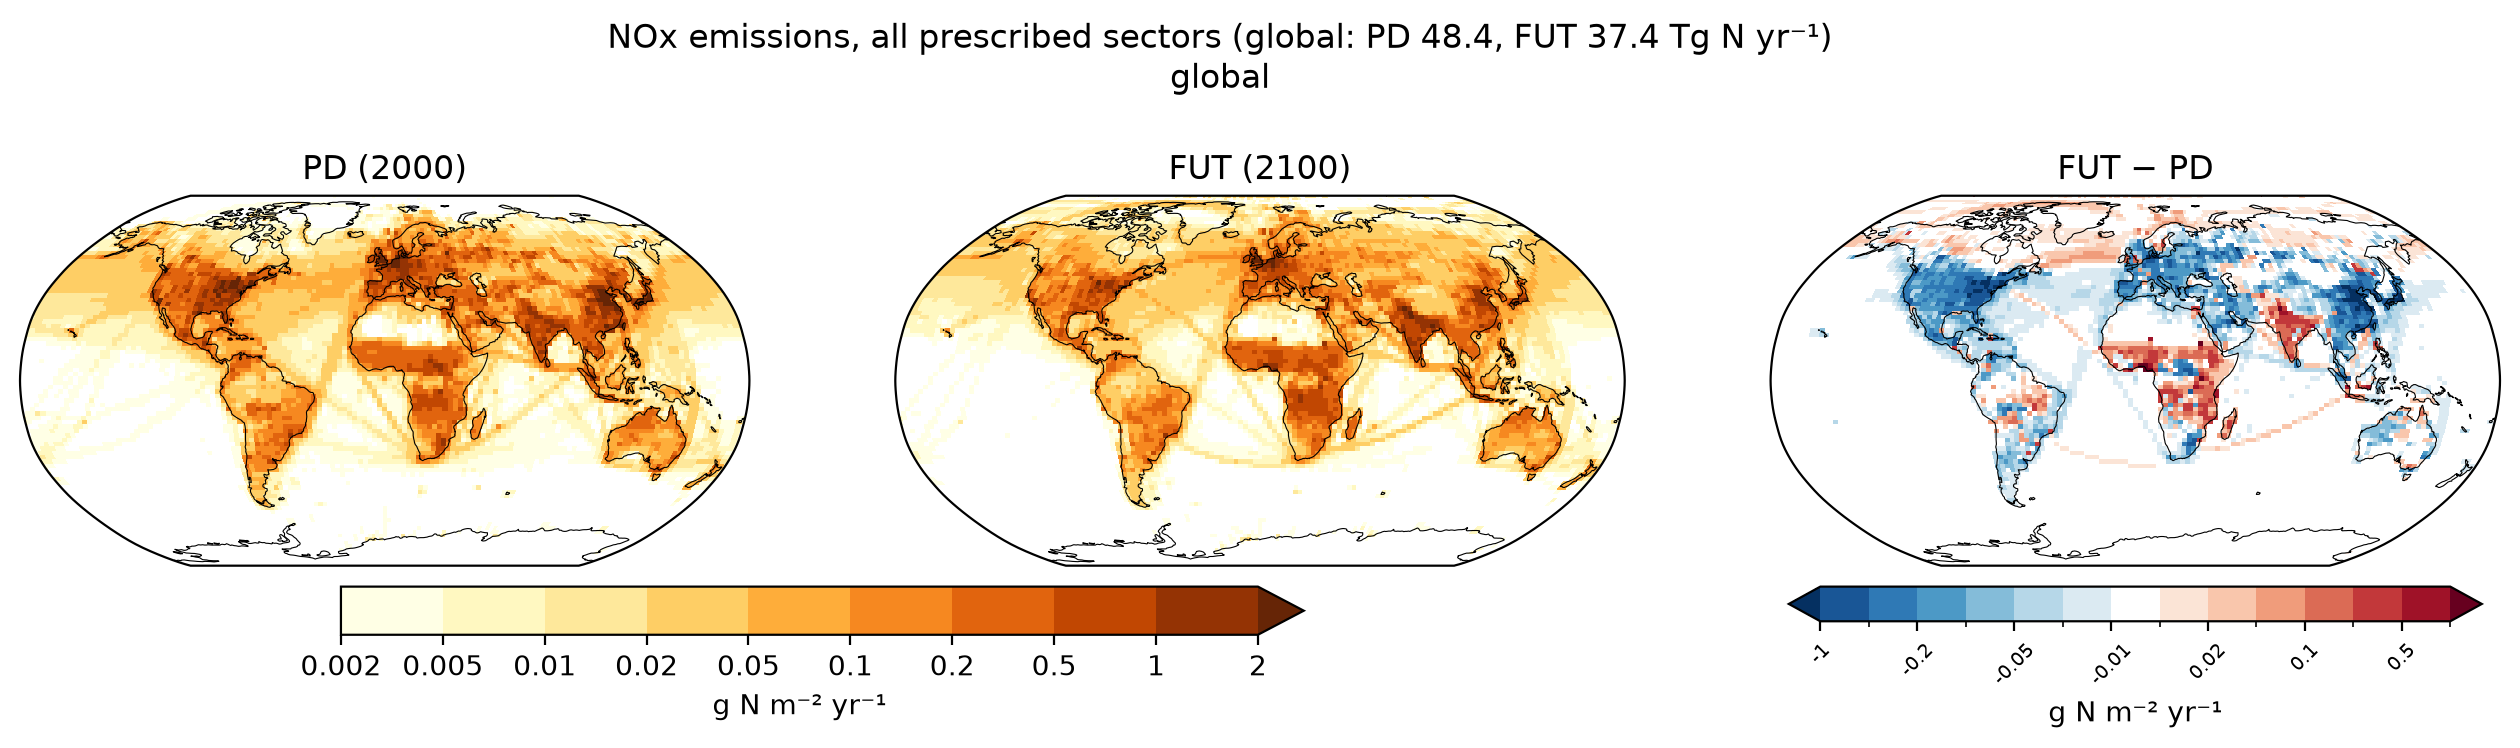 NOx emissions, all prescribed sectors (global: PD 48.4, FUT 37.4 Tg N yr⁻¹)
global
PD (2000)
FUT (2100)
FUT − PD
0.002 0.005 0.01 0.02 0.05 0.1 0.2 0.5 1 2
g N m⁻² yr⁻¹
-1 -0.2 -0.05 -0.01 0.02 0.1 0.5
g N m⁻² yr⁻¹